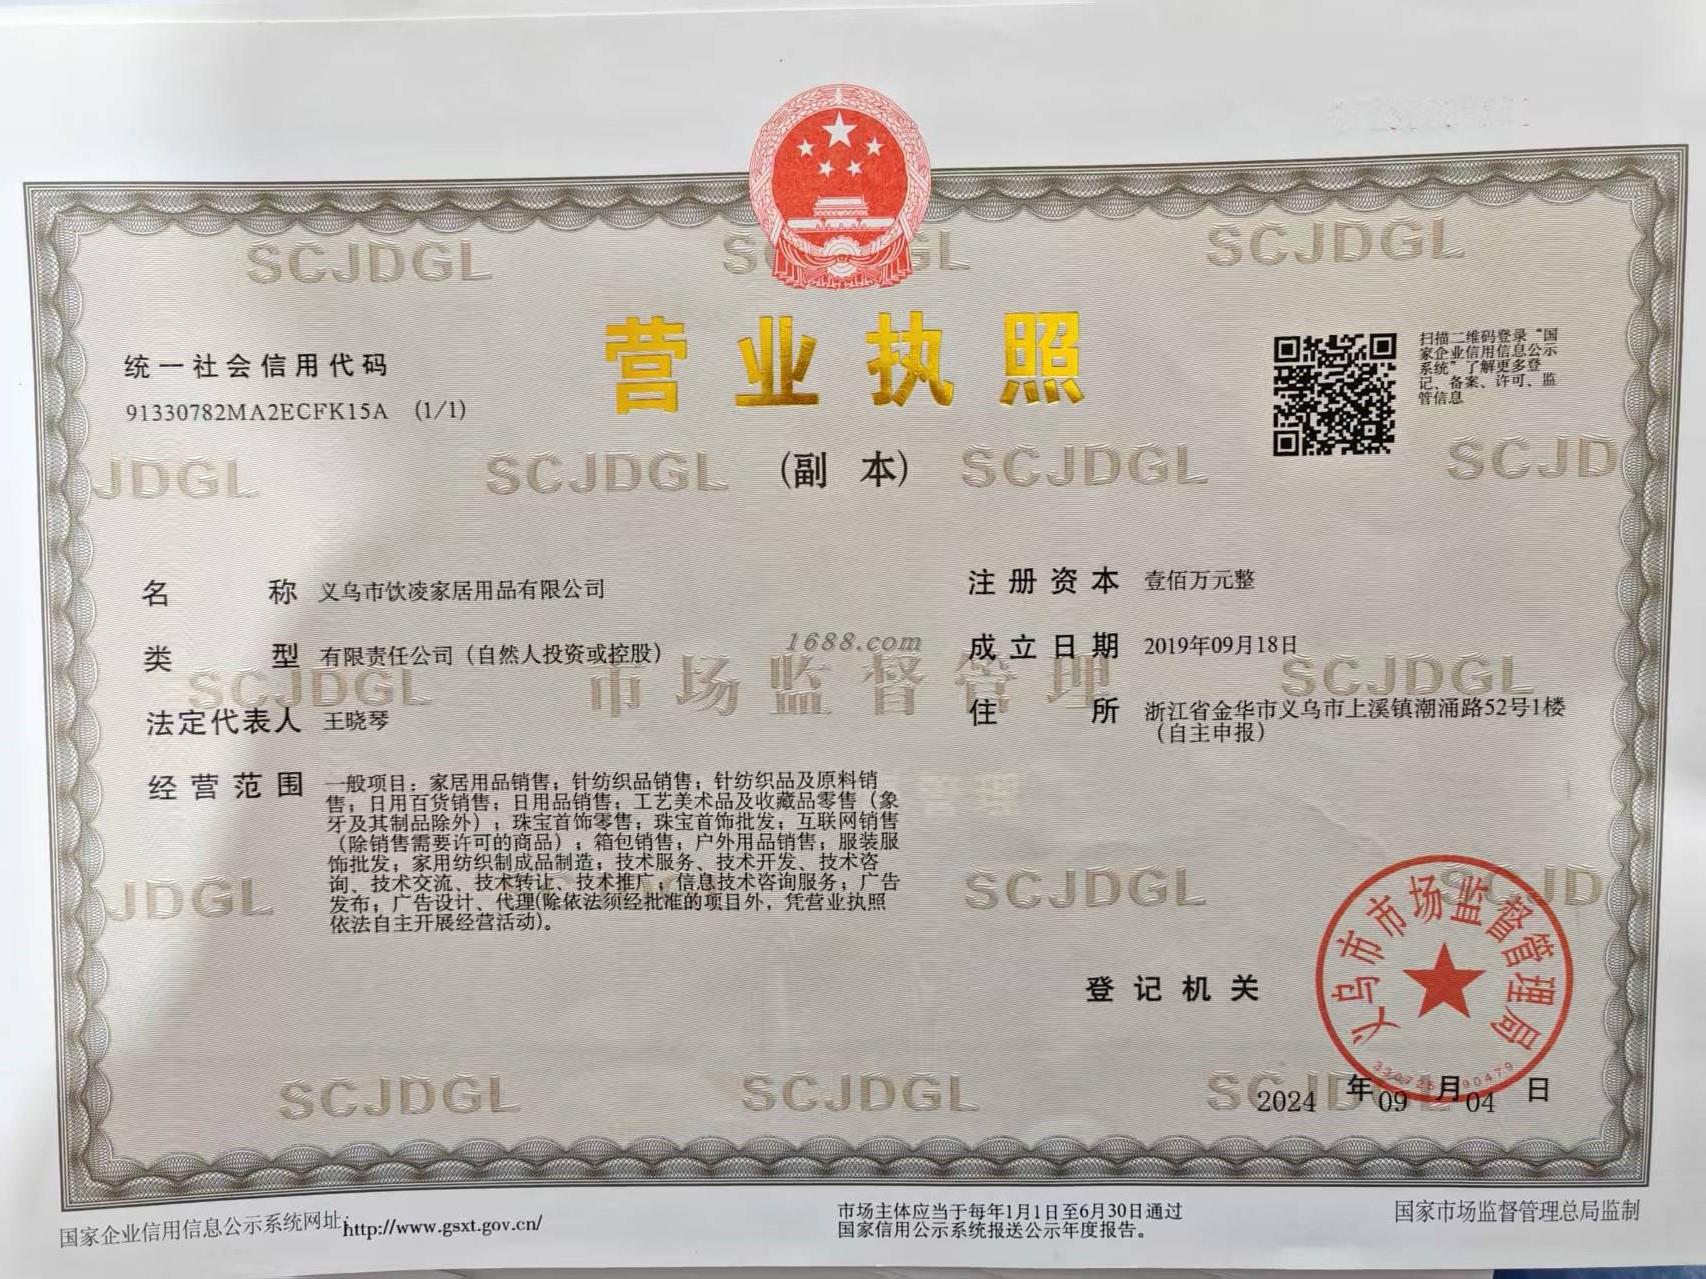 营业执照
(副 本)
统一社会信用代码
91330782MA2ECFK15A (1/1)
扫描二维码登录“国
家企业信用信息公示
系统”了解更多登
记、备案、许可、监
管信息
名 称 义乌市饮凌家居用品有限公司
类 型 有限责任公司（自然人投资或控股）
法定代表人 王晓琴
经营范围 一般项目：家居用品销售；针纺织品销售；针纺织品及原料销
售；日用百货销售；日用品销售；工艺美术品及收藏品零售（象
牙及其制品除外）；珠宝首饰零售；珠宝首饰批发；互联网销售
（除销售需要许可的商品）；箱包销售；户外用品销售；服装服
饰批发；家用纺织制成品制造；技术服务、技术开发、技术咨
询、技术交流、技术转让、技术推广；信息技术咨询服务；广告
发布；广告设计、代理(除依法须经批准的项目外，凭营业执照
依法自主开展经营活动)。
注册资本 壹佰万元整
成立日期 2019年09月18日
住 所 浙江省金华市义乌市上溪镇潮涌路52号1楼
（自主申报）
1688.com
市场监督管理
SCJDGL
SCJDGL
SCJDGL
SCJDGL
SCJDGL
SCJDGL
SCJDGL
SCJDGL
SCJDGL
SCJDGL
登记机关
义乌市市场监督管理局
2024 年 09 月 04 日
国家企业信用信息公示系统网址：http://www.gsxt.gov.cn/
市场主体应当于每年1月1日至6月30日通过
国家信用公示系统报送公示年度报告。
国家市场监督管理总局监制